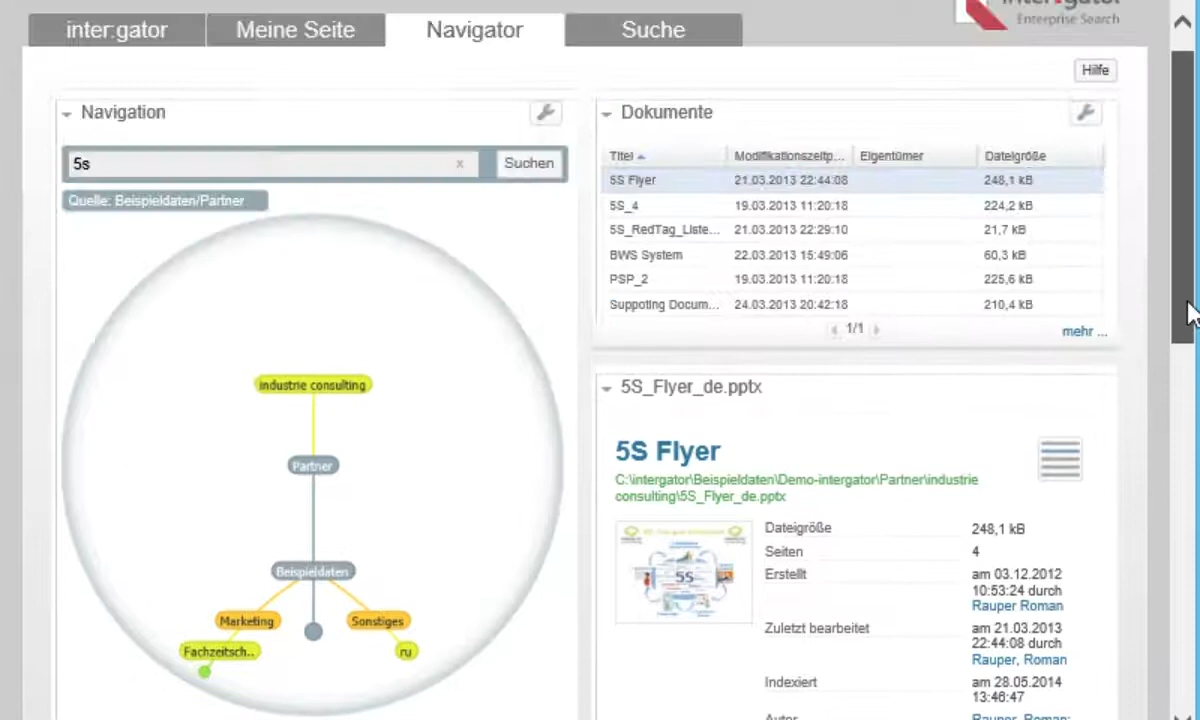 inter:gator
Meine Seite
Navigator
Suche
Enterprise Search
Hilfe
Navigation
5s
x
Suchen
Quelle: Beispieldaten/Partner
industrie consulting
Partner
Beispieldaten
Marketing
Sonstiges
Fachzeitsch..
ru
Dokumente
Titel Modifikationszeitp... Eigentümer Dateigröße
5S Flyer 21.03.2013 22:44:08 248,1 kB
5S_4 19.03.2013 11:20:18 224,2 kB
5S_RedTag_Liste... 21.03.2013 22:29:10 21,7 kB
BWS System 22.03.2013 15:49:06 60,3 kB
PSP_2 19.03.2013 11:20:18 225,6 kB
Suppoting Docum... 24.03.2013 20:42:18 210,4 kB
1/1
mehr ...
5S_Flyer_de.pptx
5S Flyer
C:\intergator\Beispieldaten\Demo-intergator\Partner\industrie
consulting\5S_Flyer_de.pptx
5S
Dateigröße 248,1 kB
Seiten 4
Erstellt am 03.12.2012
10:53:24 durch
Rauper Roman
Zuletzt bearbeitet am 21.03.2013
22:44:08 durch
Rauper, Roman
Indexiert am 28.05.2014
13:46:47
Autor Rauper, Roman;